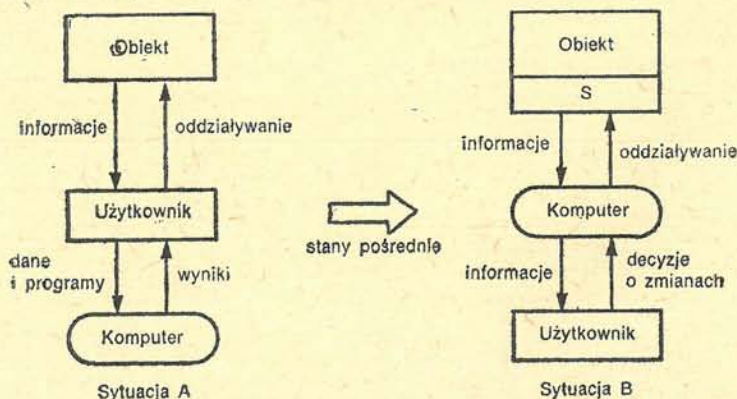 Obiekt
informacje
oddziaływanie
Użytkownik
dane
i programy
wyniki
Komputer
Sytuacja A
stany pośrednie
Obiekt
S
informacje
oddziaływanie
Komputer
informacje
decyzje
o zmianach
Użytkownik
Sytuacja B